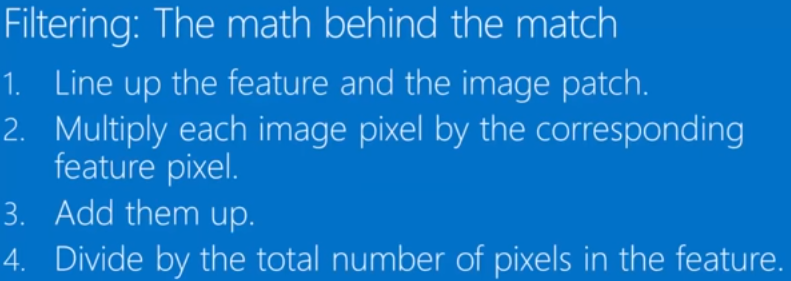 Filtering: The math behind the match
1. Line up the feature and the image patch.
2. Multiply each image pixel by the corresponding
feature pixel.
3. Add them up.
4. Divide by the total number of pixels in the feature.